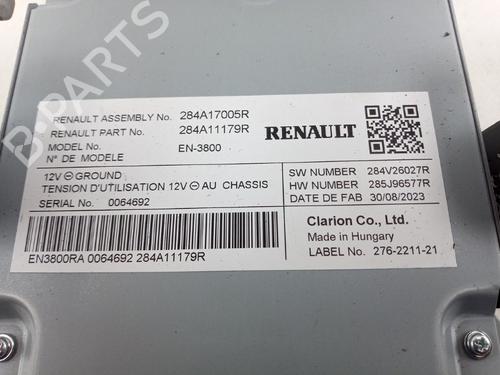 RENAULT ASSEMBLY No. 284A17005R
RENAULT PART No. 284A11179R
MODEL No. EN-3800
N° DE MODELE
RENAULT
12V ⊖ GROUND
TENSION D'UTILISATION 12V ⊖ AU CHASSIS
SERIAL No. 0064692
SW NUMBER 284V26027R
HW NUMBER 285J96577R
DATE DE FAB 30/08/2023
Clarion Co., Ltd.
Made in Hungary
LABEL No. 276-2211-21
EN3800RA 0064692 284A11179R
B-PARTS